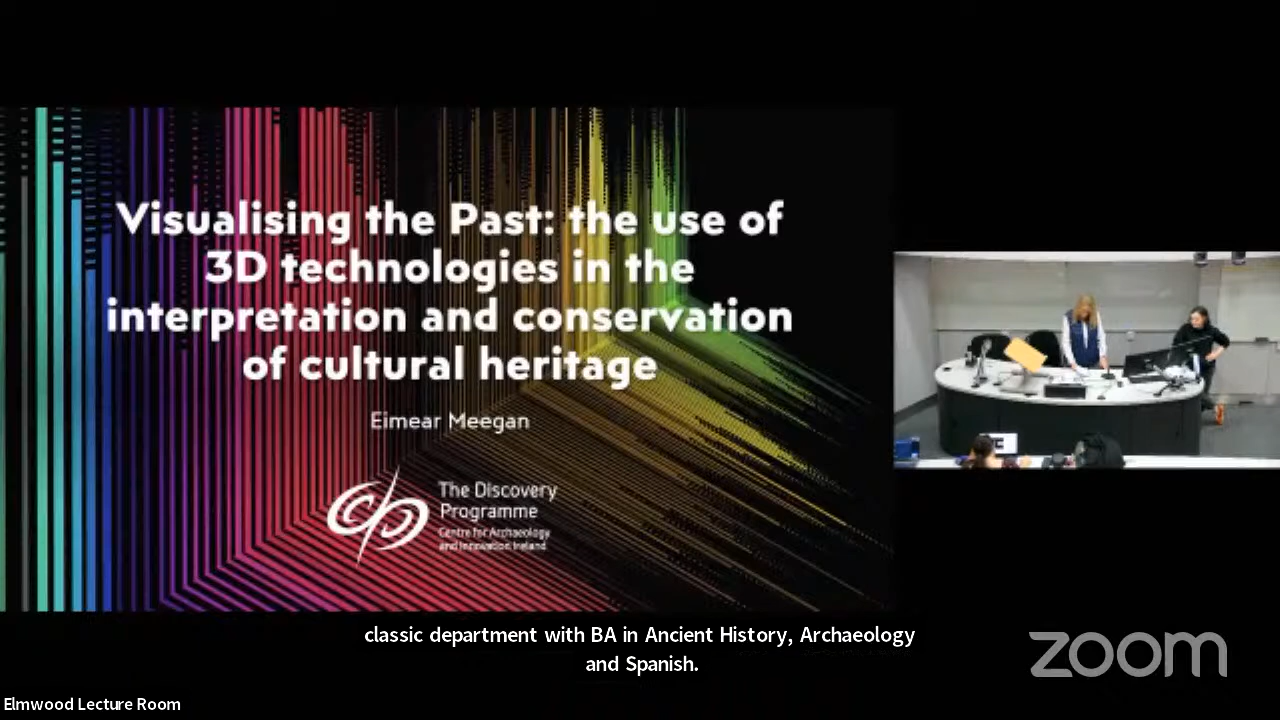 Visualising the Past: the use of
3D technologies in the
interpretation and conservation
of cultural heritage
Eimear Meegan
The Discovery
Programme
Centre for Archaeology
and Innovation Ireland
classic department with BA in Ancient History, Archaeology
and Spanish.
zoom
Elmwood Lecture Room